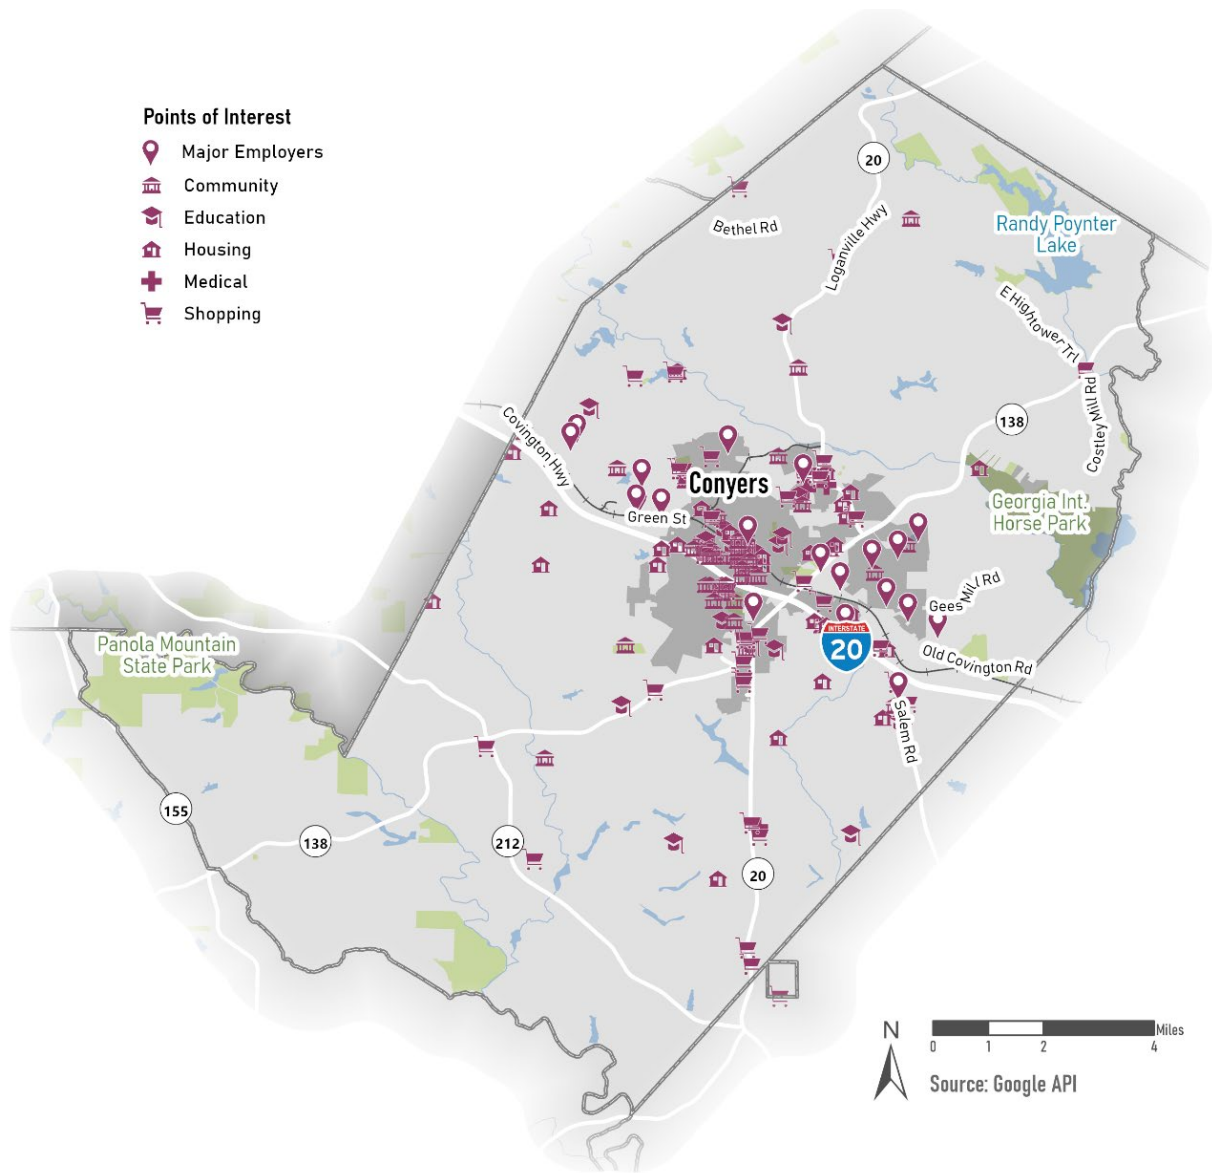 Points of Interest
Major Employers
Community
Education
Housing
Medical
Shopping
20
Bethel Rd
Loganville Hwy
Randy Poynter
Lake
E Hightower Trl
Costley Mill Rd
138
Covington Hwy
Conyers
Green St
Georgia Int.
Horse Park
Gees Mill Rd
INTERSTATE
20
Old Covington Rd
Panola Mountain
State Park
Salem Rd
155
138
212
20
N
Miles
0 1 2 4
Source: Google API